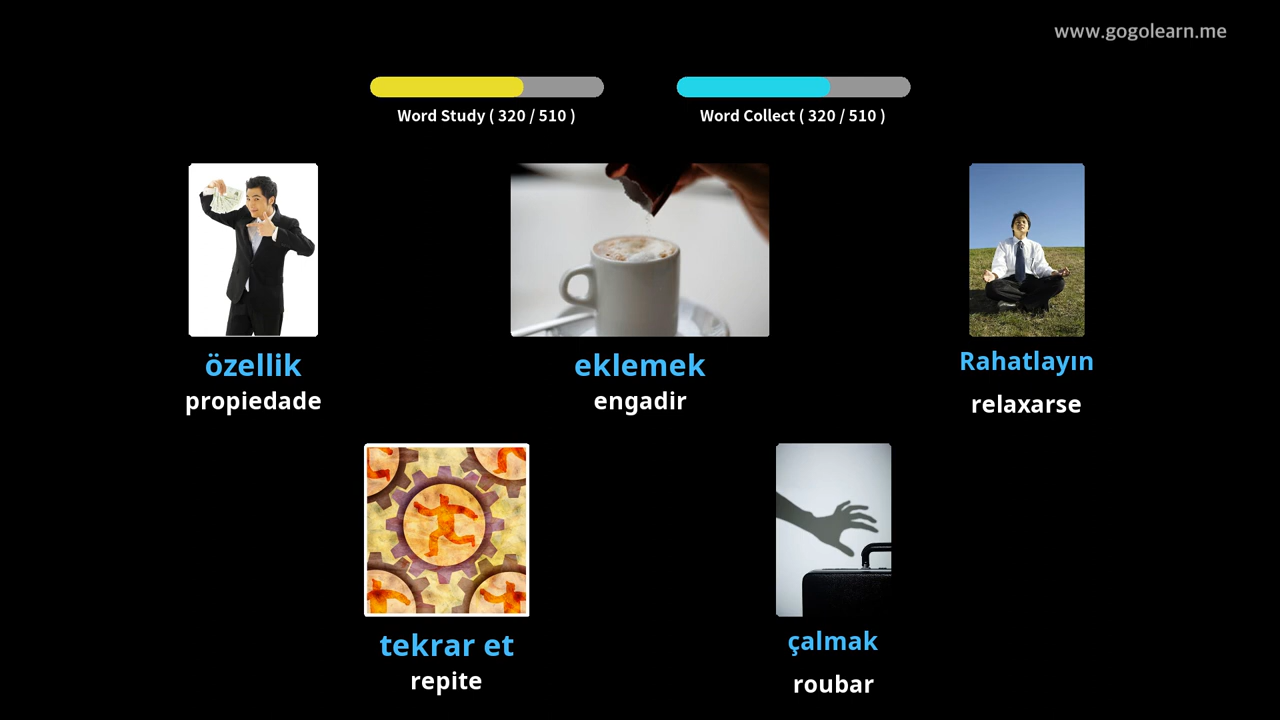 www.gogolearn.me
Word Study ( 320 / 510 )
Word Collect ( 320 / 510 )
özellik
propiedade
eklemek
engadir
Rahatlayın
relaxarse
tekrar et
repite
çalmak
roubar